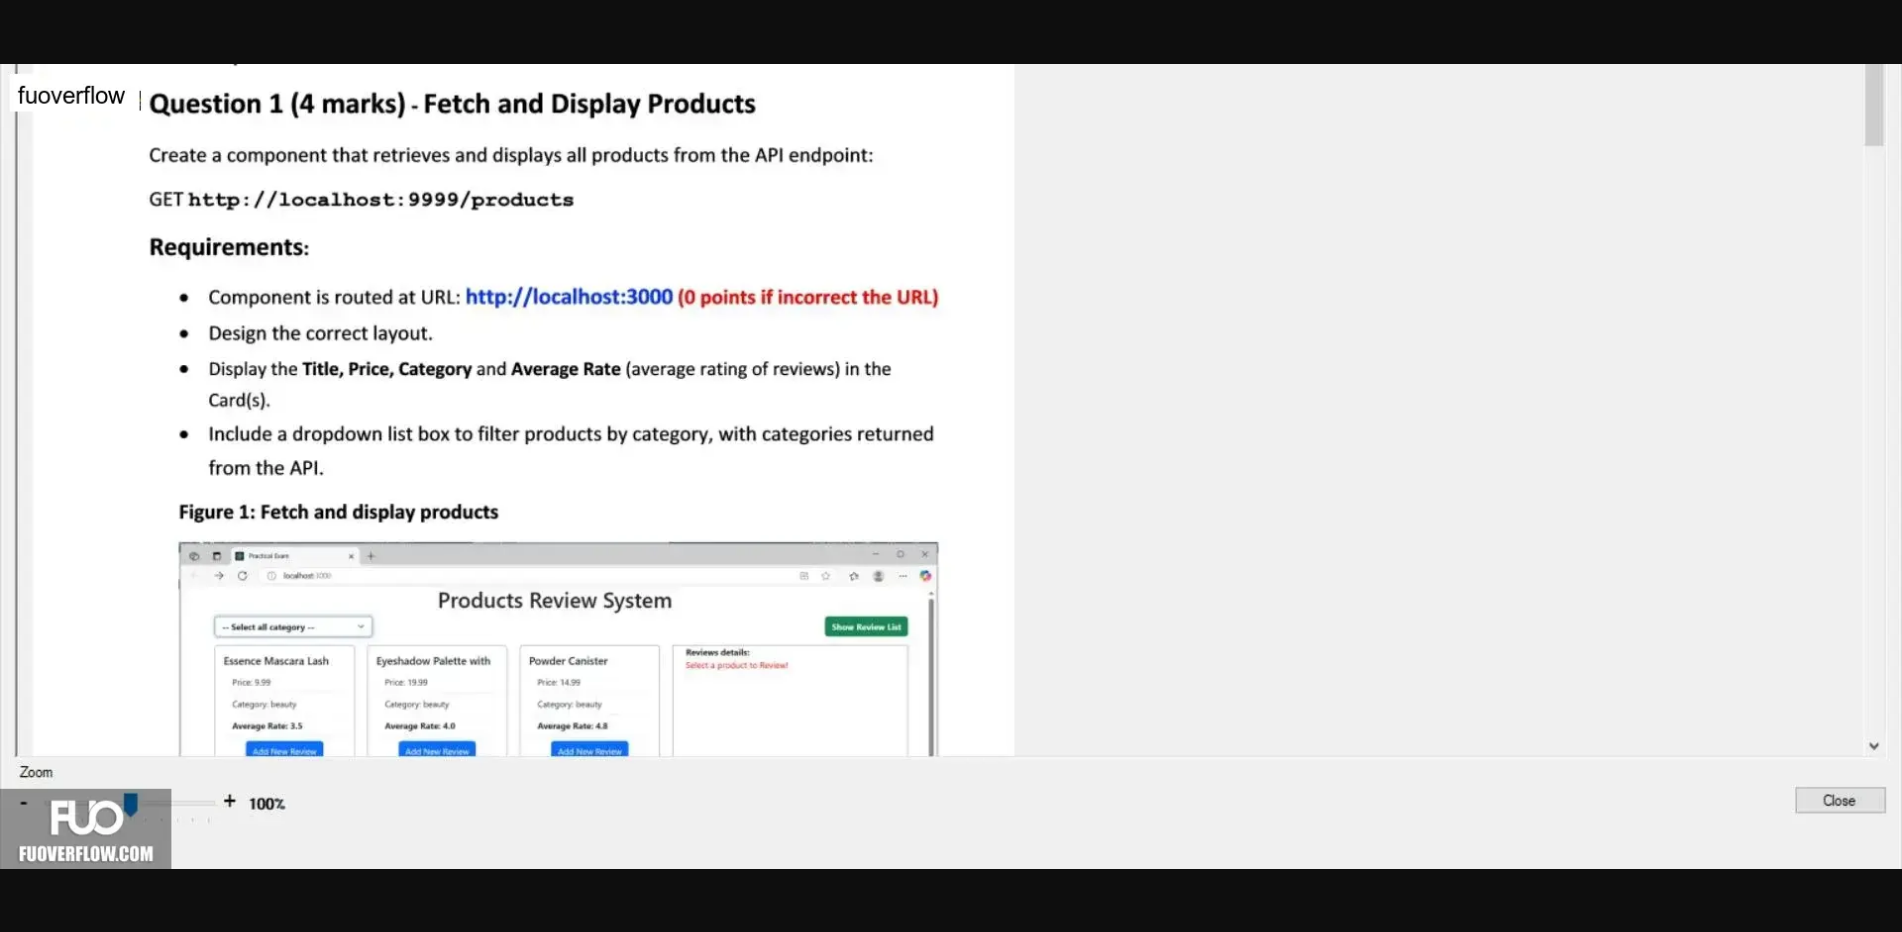 fuoverflow
Question 1 (4 marks) - Fetch and Display Products
Create a component that retrieves and displays all products from the API endpoint:
GET http://localhost:9999/products
Requirements:
• Component is routed at URL: http://localhost:3000 (0 points if incorrect the URL)
• Design the correct layout.
• Display the Title, Price, Category and Average Rate (average rating of reviews) in the
Card(s).
• Include a dropdown list box to filter products by category, with categories returned
from the API.
Figure 1: Fetch and display products
Practical Exam
localhost:3000
Products Review System
-- Select all category --
Show Review List
Essence Mascara Lash
Price: 9.99
Category: beauty
Average Rate: 3.5
Add New Review
Eyeshadow Palette with
Price: 19.99
Category: beauty
Average Rate: 4.0
Add New Review
Powder Canister
Price: 14.99
Category: beauty
Average Rate: 4.8
Add New Review
Reviews details:
Select a product to Review!
Zoom
- + 100%
Close
FUO
FUOVERFLOW.COM